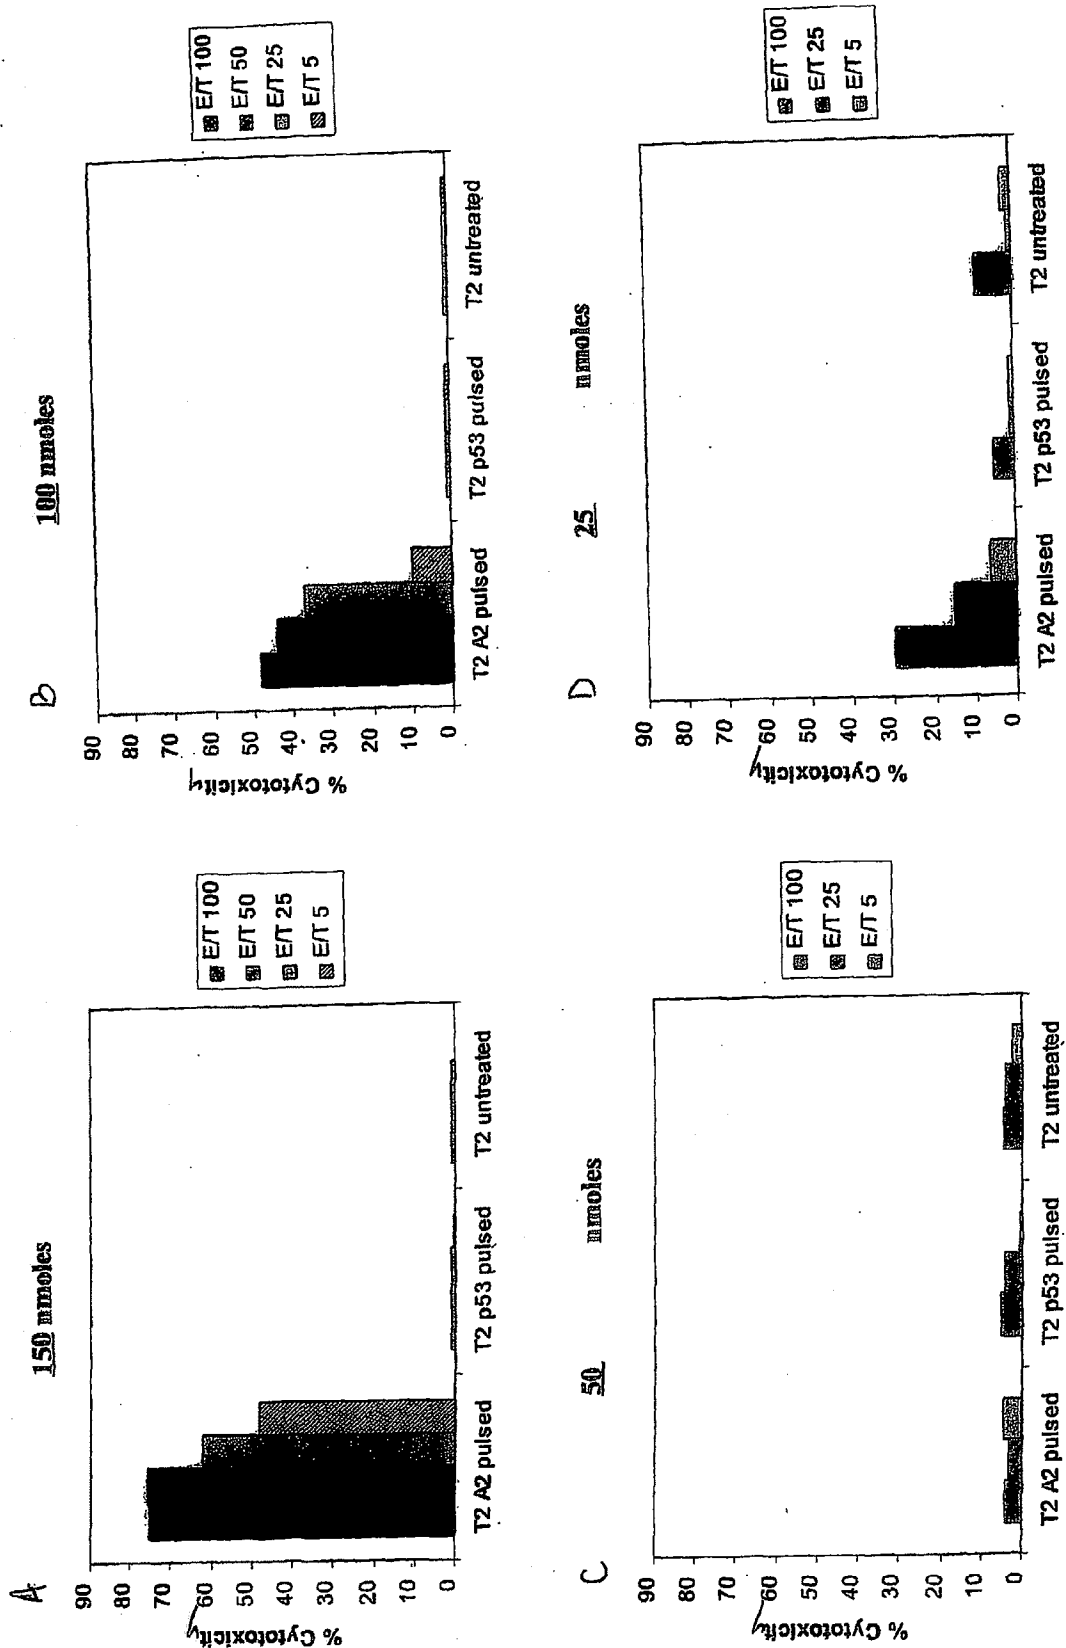 A
150 nmoles
% Cytotoxicity
90
80
70
60
50
40
30
20
10
0
T2 A2 pulsed
T2 p53 pulsed
T2 untreated
E/T 100
E/T 50
E/T 25
E/T 5
B
100 nmoles
% Cytotoxicity
90
80
70
60
50
40
30
20
10
0
T2 A2 pulsed
T2 p53 pulsed
T2 untreated
E/T 100
E/T 50
E/T 25
E/T 5
C
50 nmoles
% Cytotoxicity
90
80
70
60
50
40
30
20
10
0
T2 A2 pulsed
T2 p53 pulsed
T2 untreated
E/T 100
E/T 25
E/T 5
D
25 nmoles
% Cytotoxicity
90
80
70
60
50
40
30
20
10
0
T2 A2 pulsed
T2 p53 pulsed
T2 untreated
E/T 100
E/T 25
E/T 5